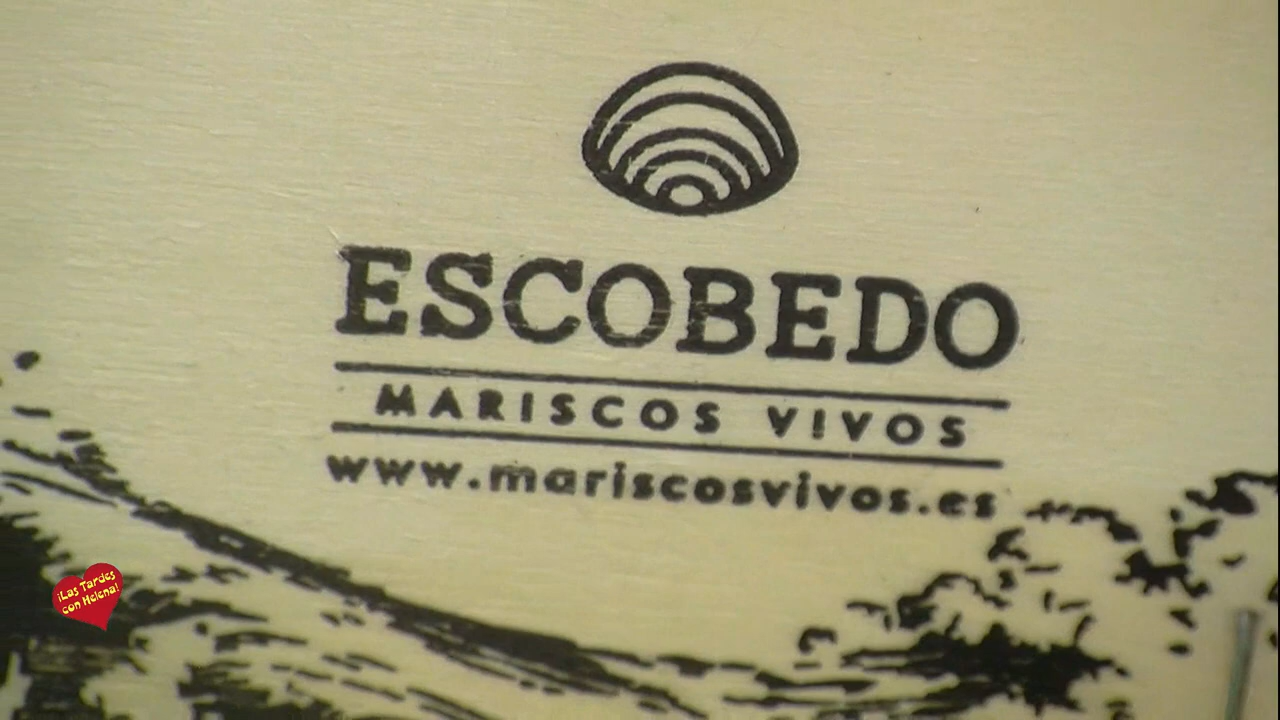 ESCOBEDO
MARISCOS VIVOS
www.mariscosvivos.es
¡Las Tardes
con Helena!